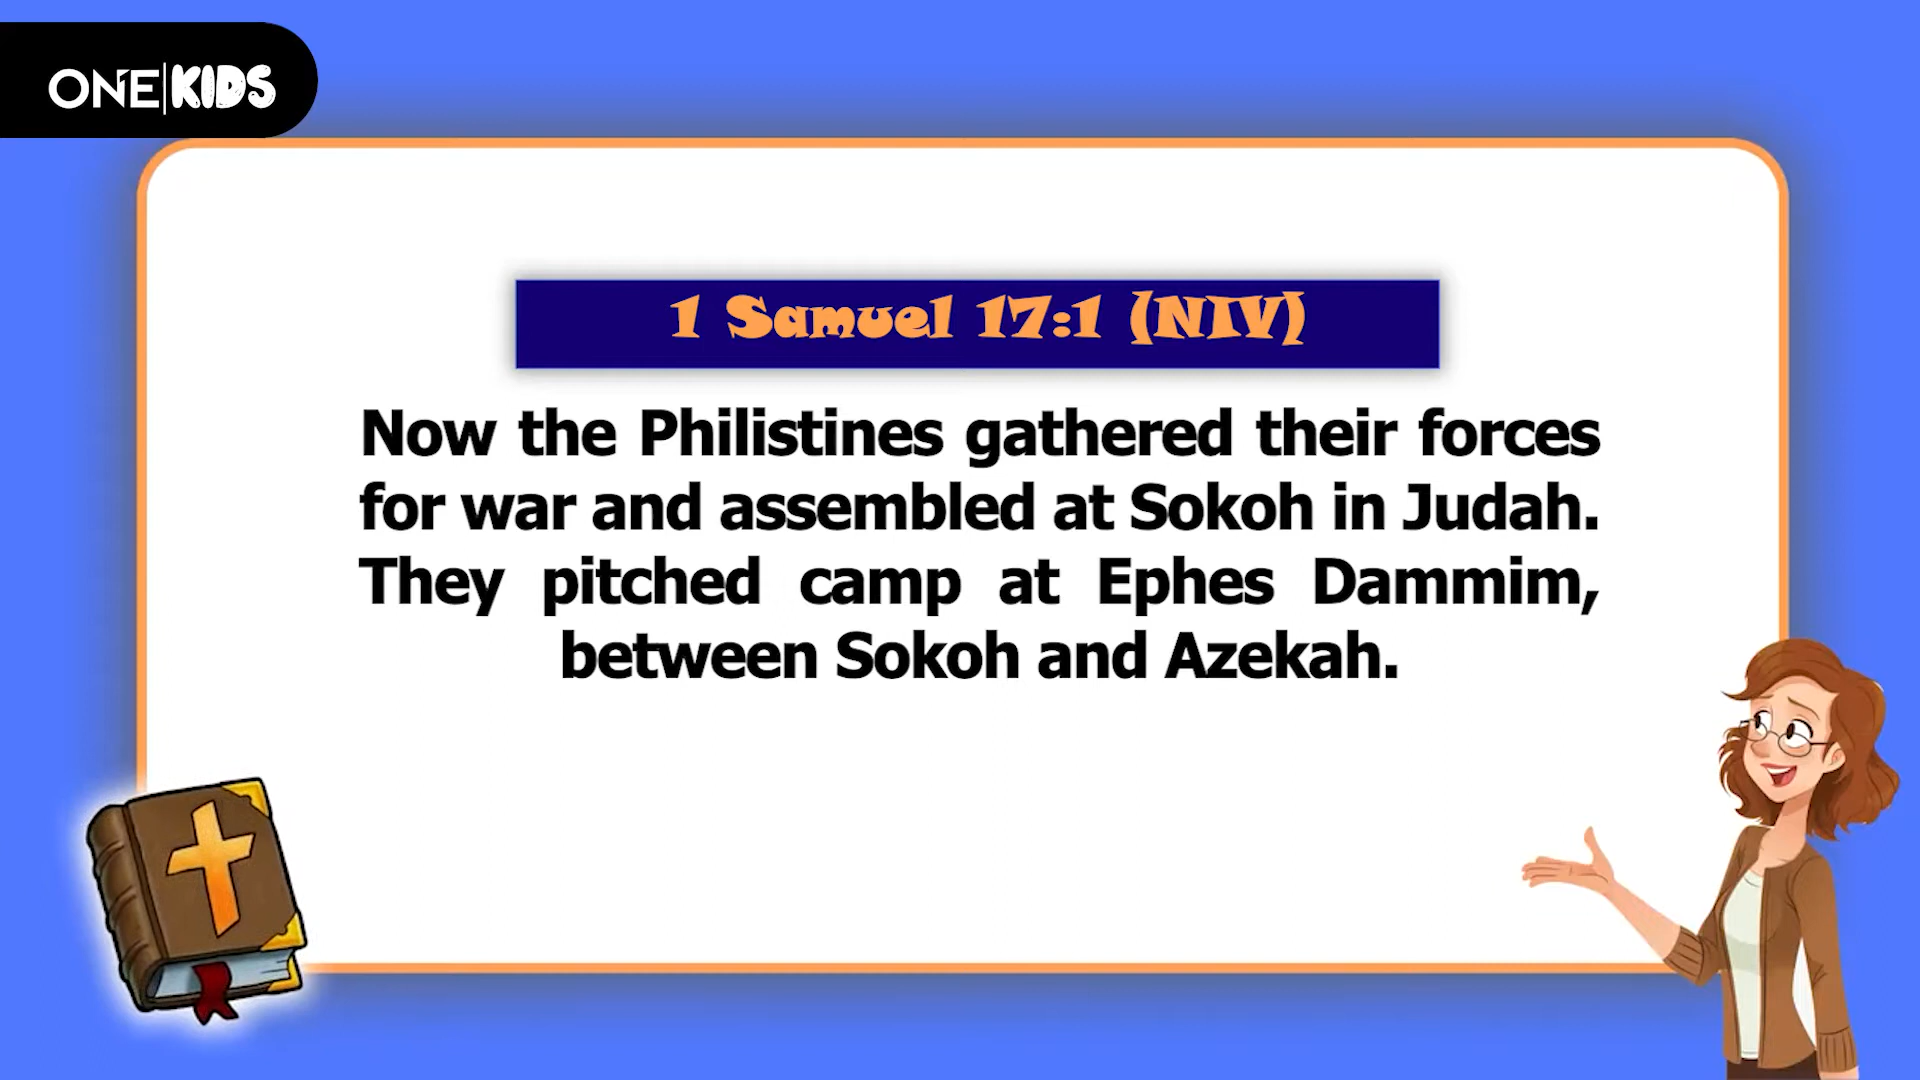 ONE|KIDS
1 Samuel 17:1 (NIV)
Now the Philistines gathered their forces
for war and assembled at Sokoh in Judah.
They pitched camp at Ephes Dammim,
between Sokoh and Azekah.